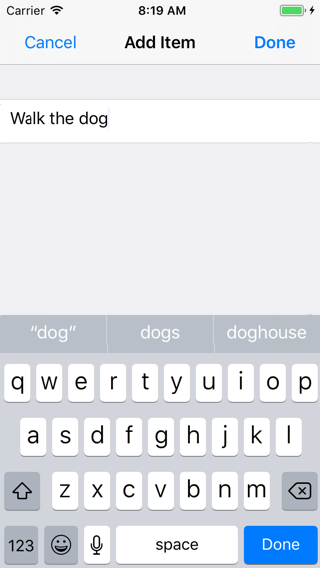 Carrier 8:19 AM
Cancel Add Item Done
Walk the dog
“dog” dogs doghouse
q w e r t y u i o p
a s d f g h j k l
z x c v b n m
123 space Done